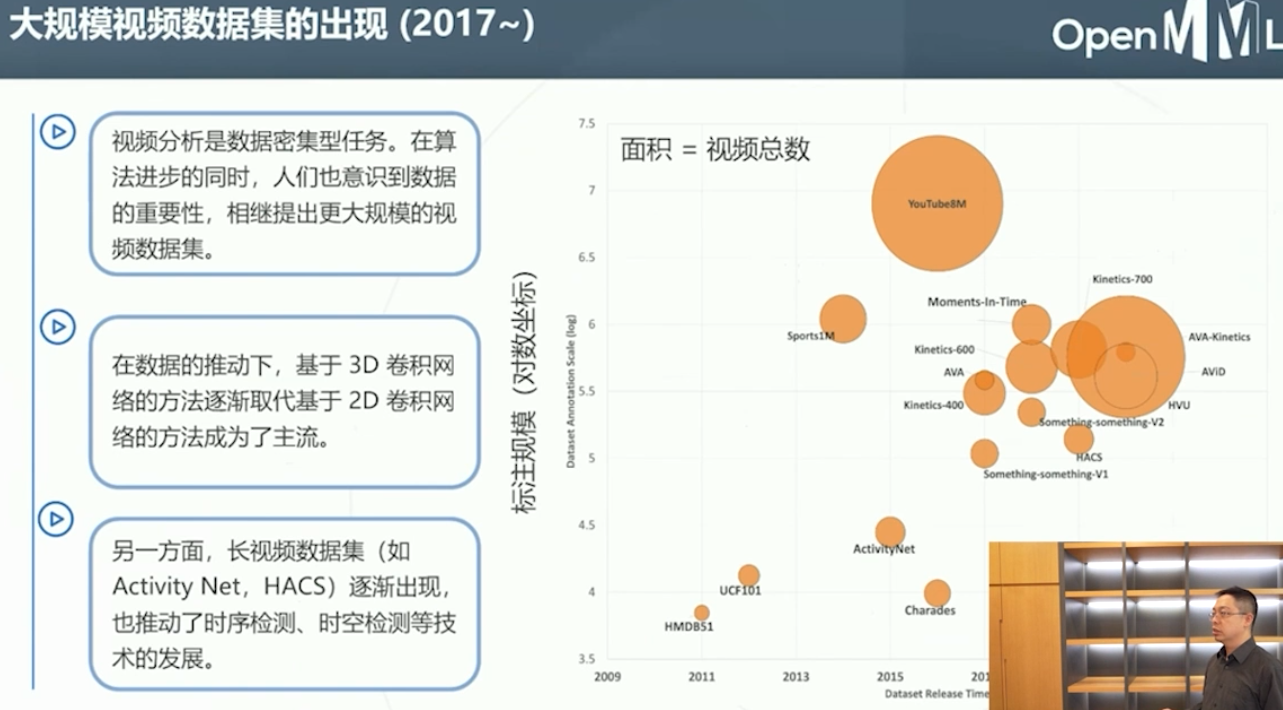 大规模视频数据集的出现 (2017~)
OpenMML
视频分析是数据密集型任务。在算
法进步的同时，人们也意识到数据
的重要性，相继提出更大规模的视
频数据集。
在数据的推动下，基于 3D 卷积网
络的方法逐渐取代基于 2D 卷积网
络的方法成为了主流。
另一方面，长视频数据集（如
Activity Net，HACS）逐渐出现，
也推动了时序检测、时空检测等技
术的发展。
标注规模（对数坐标）
Dataset Annotation Scale (log)
面积 = 视频总数
7.5
7
6.5
6
5.5
5
4.5
4
3.5
YouTube8M
Kinetics-700
Moments-In-Time
Sports1M
AVA-Kinetics
Kinetics-600
AVA
AViD
Kinetics-400
HVU
Something-something-V2
HACS
Something-something-V1
ActivityNet
UCF101
Charades
HMDB51
2009
2011
2013
2015
201
Dataset Release Time